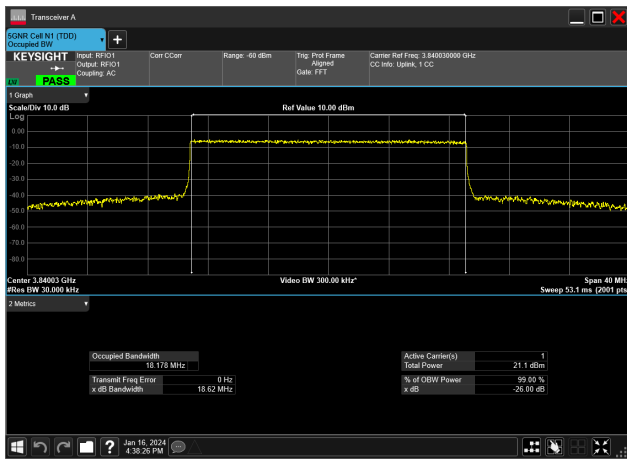 Transceiver A
5GNR Cell N1 (TDD)
Occupied BW
KEYSIGHT
Input: RFIO1
Output: RFIO1
Coupling: AC
Corr CCorr
Range: -60 dBm
Trig: Prot Frame
Aligned
Gate: FFT
Carrier Ref Freq: 3.840030000 GHz
CC Info: Uplink, 1 CC
PASS
1 Graph
Scale/Div 10.0 dB
Ref Value 10.00 dBm
Log
0.00
-10.0
-20.0
-30.0
-40.0
-50.0
-60.0
-70.0
-80.0
Center 3.84003 GHz
Video BW 300.00 kHz*
Span 40 MH
#Res BW 30.000 kHz
Sweep 53.1 ms (2001 pts
2 Metrics
Occupied Bandwidth
18.178 MHz
Active Carrier(s) 1
Total Power 21.1 dBm
Transmit Freq Error 0 Hz
x dB Bandwidth 18.62 MHz
% of OBW Power 99.00 %
x dB -26.00 dB
Jan 16, 2024
4:38:26 PM